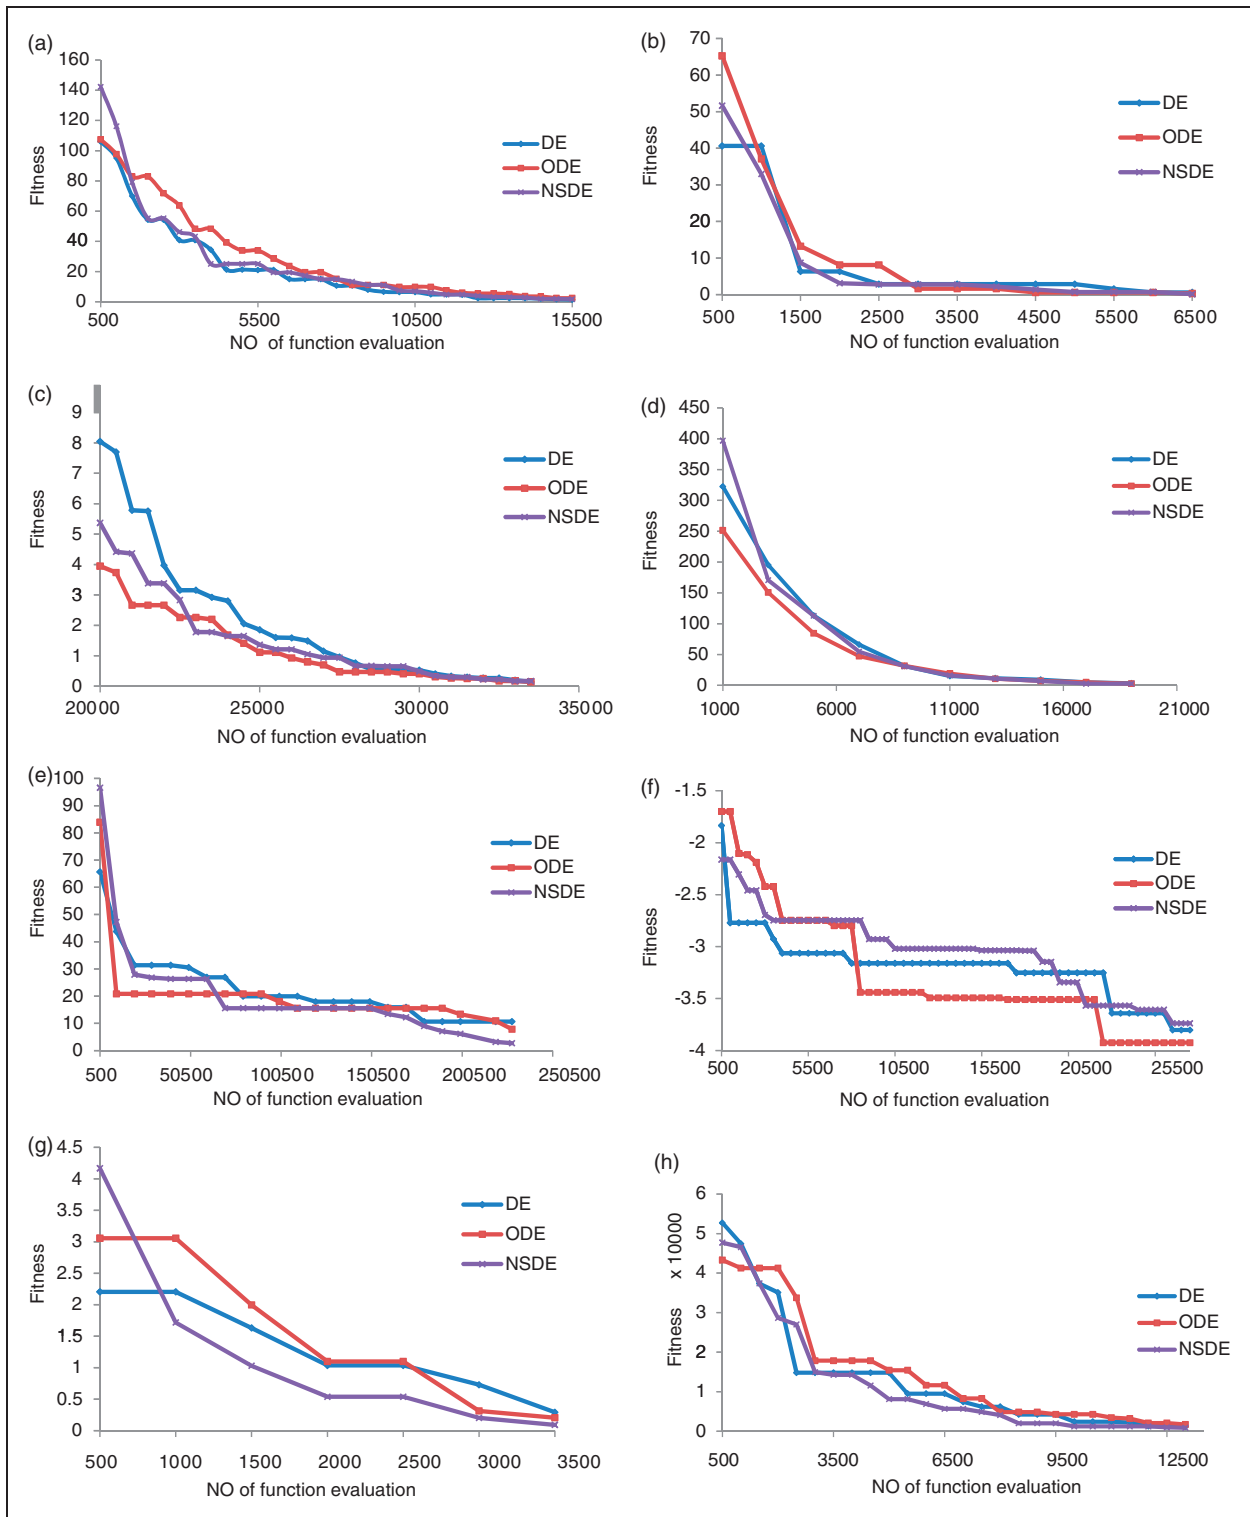 (a)
160
140
120
100
80
60
40
20
0
FItness
500
5500
10500
15500
NO of function evaluation
DE
ODE
NSDE
(b)
70
60
50
40
30
20
10
0
Fitness
500
1500
2500
3500
4500
5500
6500
NO of function evaluation
DE
ODE
NSDE
(c)
9
8
7
6
5
4
3
2
1
0
Fitness
20000
25000
30000
35000
NO of function evaluation
DE
ODE
NSDE
(d)
450
400
350
300
250
200
150
100
50
0
Fitness
1000
6000
11000
16000
21000
NO of function evaluation
DE
ODE
NSDE
(e)
100
90
80
70
60
50
40
30
20
10
0
Fitness
500
50500
100500
150500
200500
250500
NO of function evaluation
DE
ODE
NSDE
(f)
-1.5
-2
-2.5
-3
-3.5
-4
Fitness
500
5500
10500
15500
20500
25500
NO of function evaluation
DE
ODE
NSDE
(g)
4.5
4
3.5
3
2.5
2
1.5
1
0.5
0
Fitness
500
1000
1500
2000
2500
3000
3500
NO of function evaluation
DE
ODE
NSDE
(h)
6
5
4
3
2
1
0
Fitness x 10000
500
3500
6500
9500
12500
NO of function evaluation
DE
ODE
NSDE